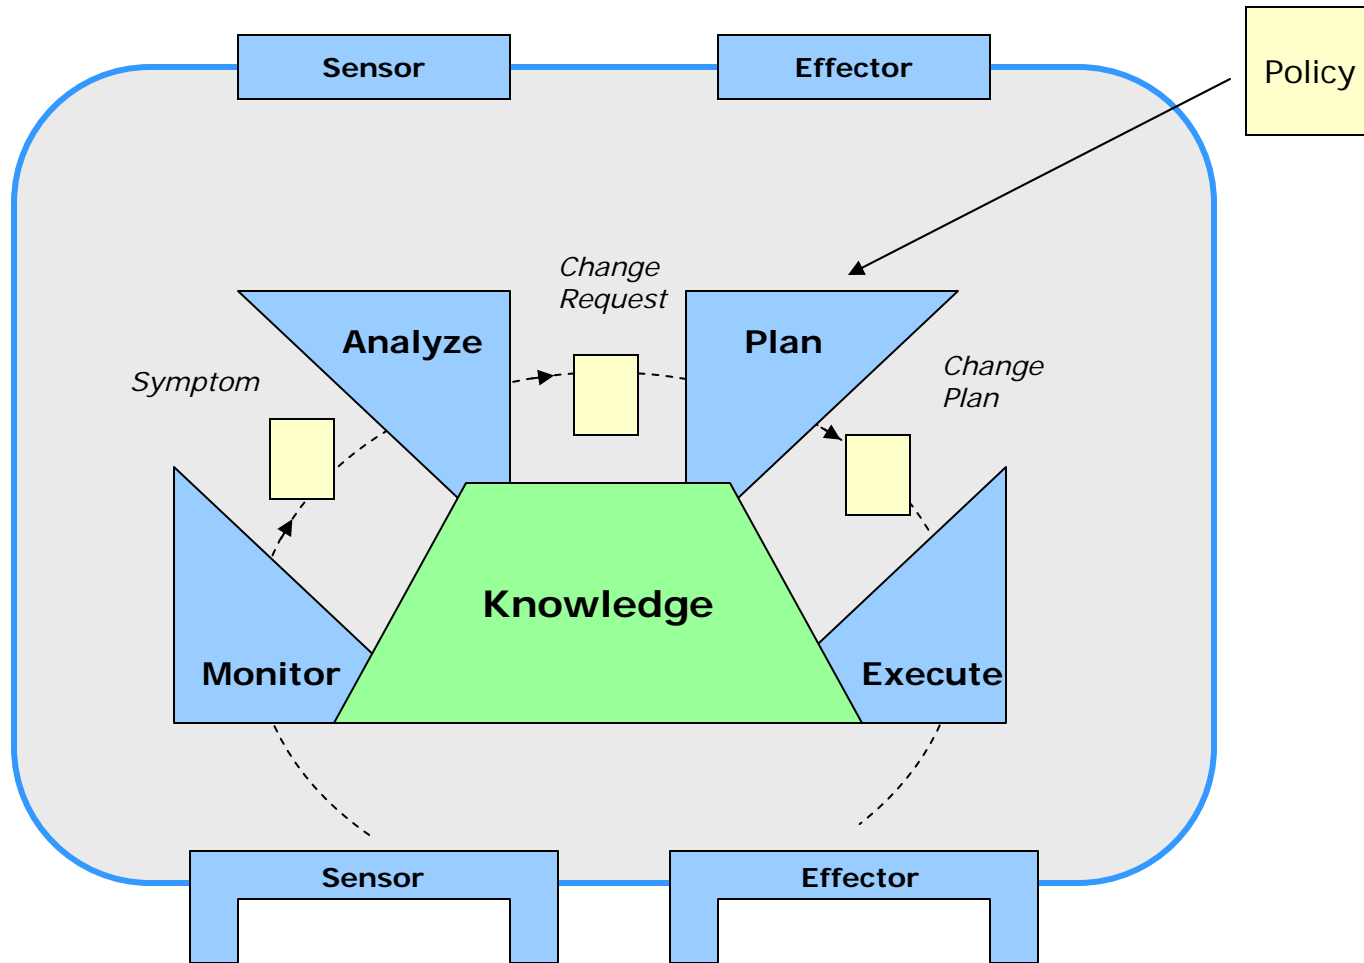 Sensor
Effector
Policy
Change
Request
Analyze
Plan
Symptom
Change
Plan
Knowledge
Monitor
Execute
Sensor
Effector